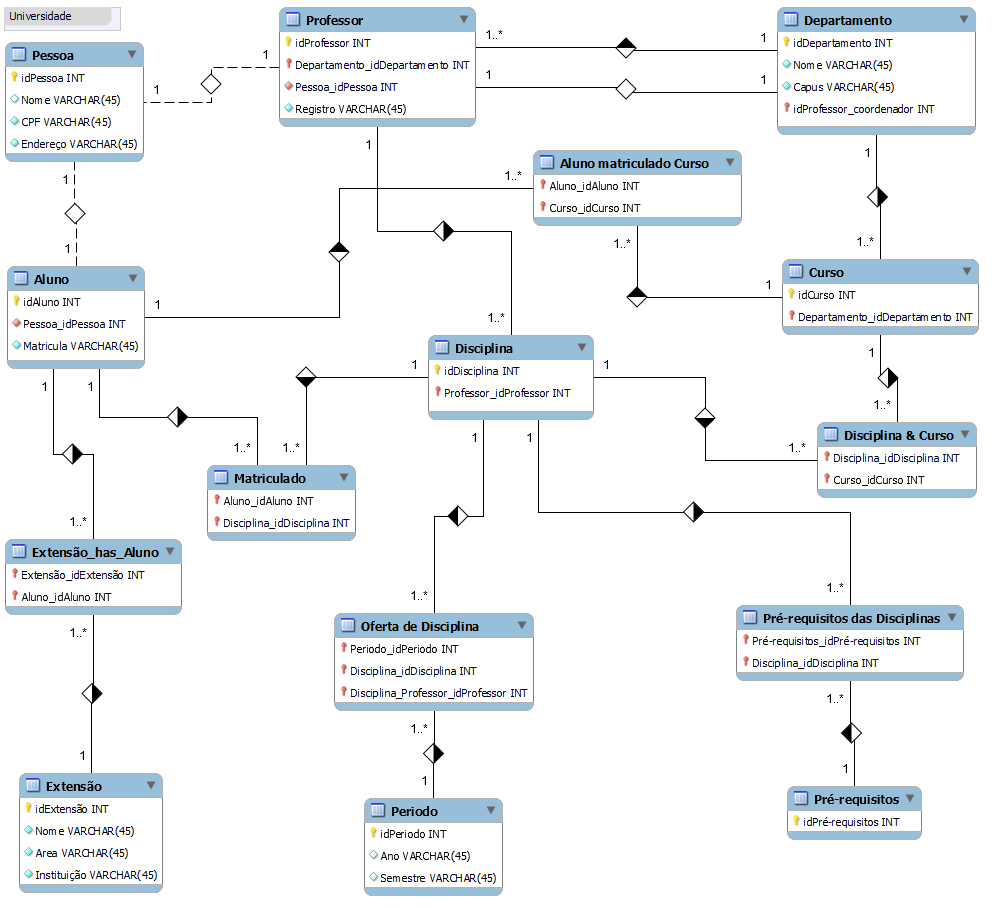 Universidade
Pessoa
idPessoa INT
Nome VARCHAR(45)
CPF VARCHAR(45)
Endereço VARCHAR(45)
Professor
idProfessor INT
Departamento_idDepartamento INT
Pessoa_idPessoa INT
Registro VARCHAR(45)
Departamento
idDepartamento INT
Nome VARCHAR(45)
Capus VARCHAR(45)
idProfessor_coordenador INT
1
1
1..*
1
1
1
1
1
1
1..*
1
1..*
Aluno matriculado Curso
Aluno_idAluno INT
Curso_idCurso INT
1..*
1
1
1..*
Aluno
idAluno INT
Pessoa_idPessoa INT
Matricula VARCHAR(45)
1
Curso
idCurso INT
Departamento_idDepartamento INT
Disciplina
idDisciplina INT
Professor_idProfessor INT
1
1
1
1..*
1
1
1..*
1..*
1..*
1
1
Disciplina & Curso
Disciplina_idDisciplina INT
Curso_idCurso INT
Matriculado
Aluno_idAluno INT
Disciplina_idDisciplina INT
1..*
Extensão_has_Aluno
Extensão_idExtensão INT
Aluno_idAluno INT
1..*
1
1..*
1..*
Oferta de Disciplina
Periodo_idPeriodo INT
Disciplina_idDisciplina INT
Disciplina_Professor_idProfessor INT
Pré-requisitos das Disciplinas
Pré-requisitos_idPré-requisitos INT
Disciplina_idDisciplina INT
1..*
1
1..*
1
Extensão
idExtensão INT
Nome VARCHAR(45)
Area VARCHAR(45)
Instituição VARCHAR(45)
Periodo
idPeriodo INT
Ano VARCHAR(45)
Semestre VARCHAR(45)
Pré-requisitos
idPré-requisitos INT